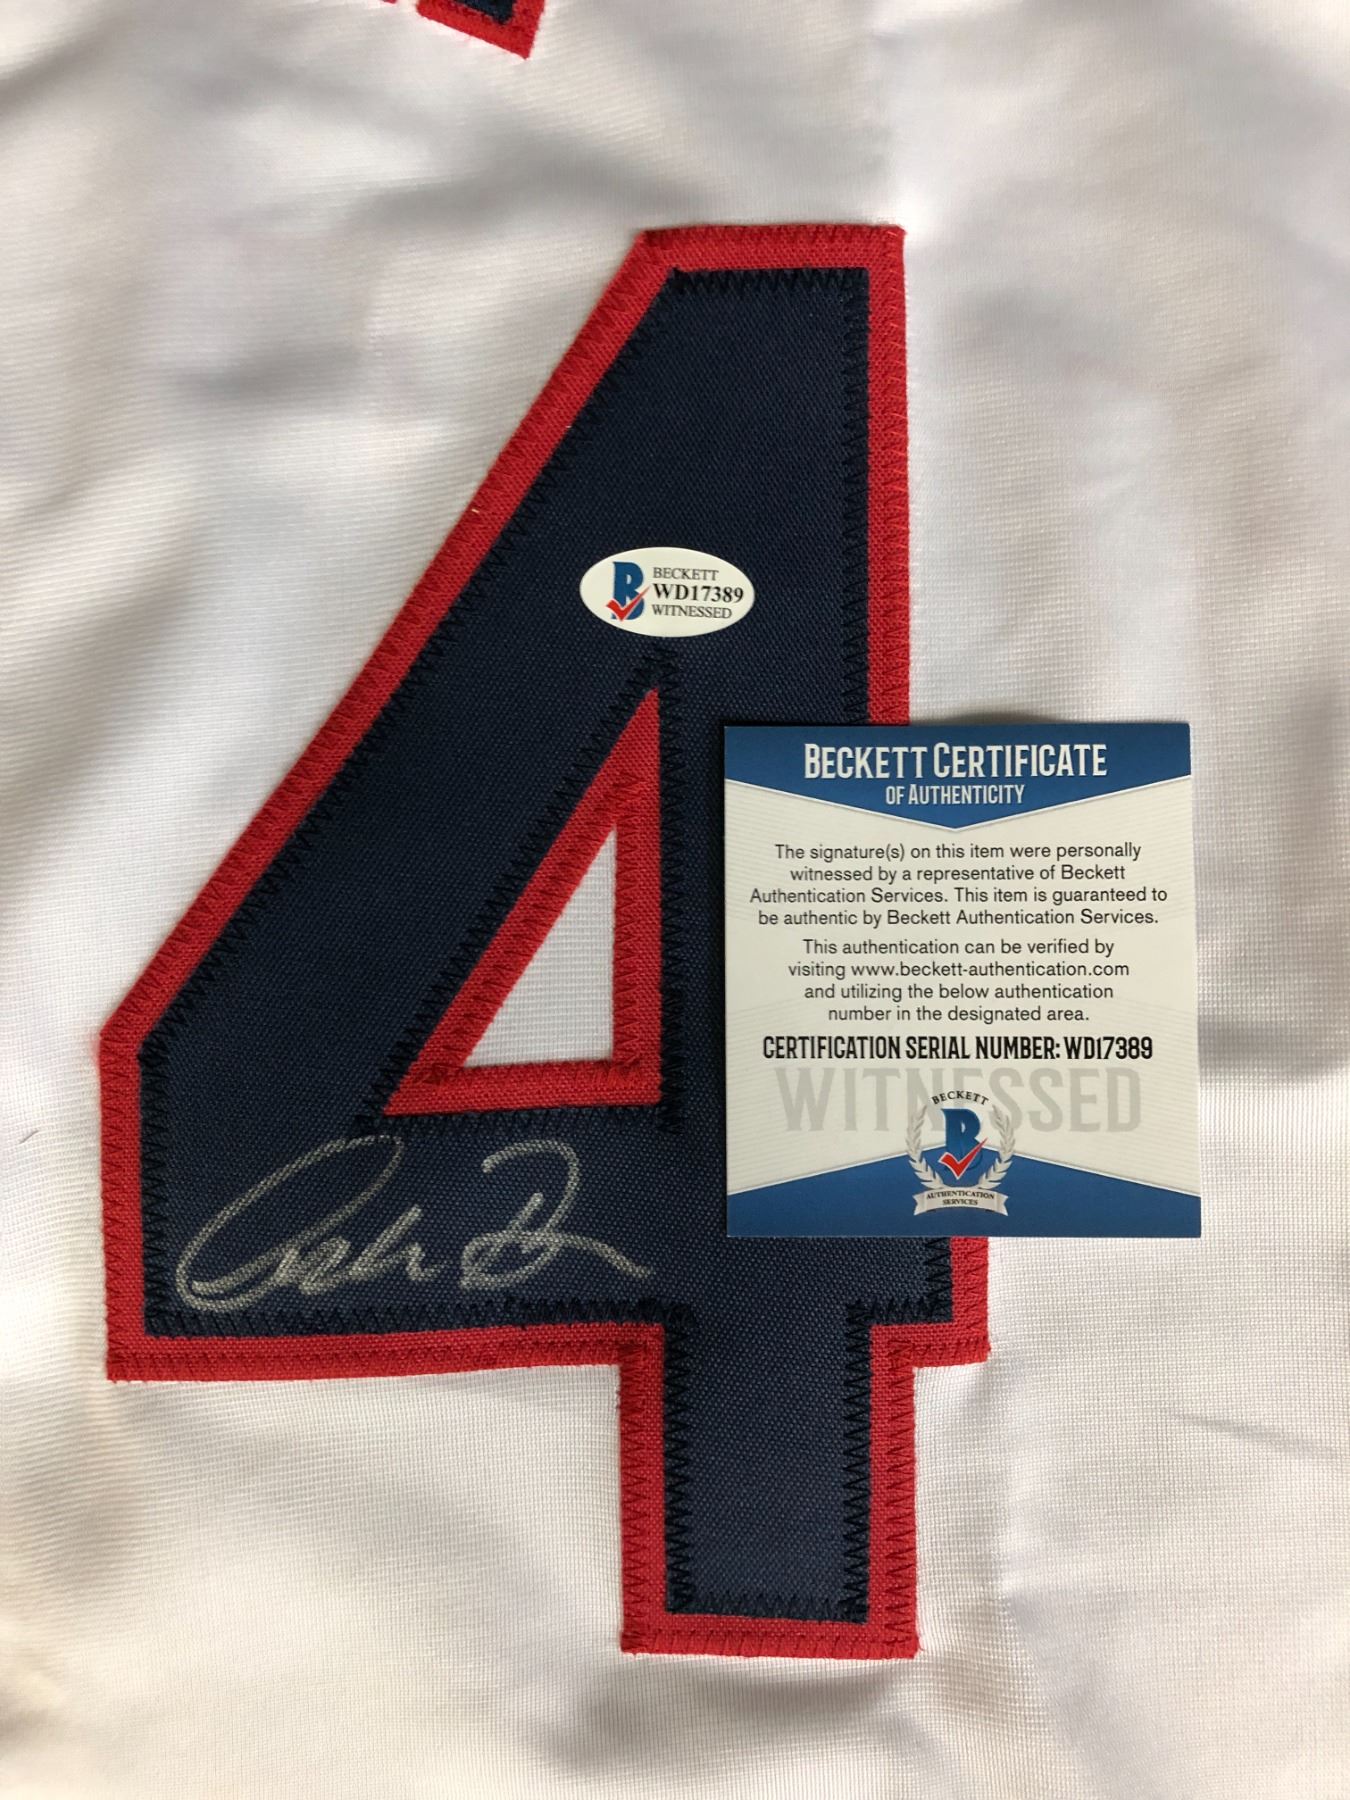 BECKETT
WD17389
WITNESSED
4
BECKETT CERTIFICATE
OF AUTHENTICITY
The signature(s) on this item were personally
witnessed by a representative of Beckett
Authentication Services. This item is guaranteed to
be authentic by Beckett Authentication Services.
This authentication can be verified by
visiting www.beckett-authentication.com
and utilizing the below authentication
number in the designated area.
CERTIFICATION SERIAL NUMBER: WD17389
WITNESSED
BECKETT
B
AUTHENTICATION
SERVICES